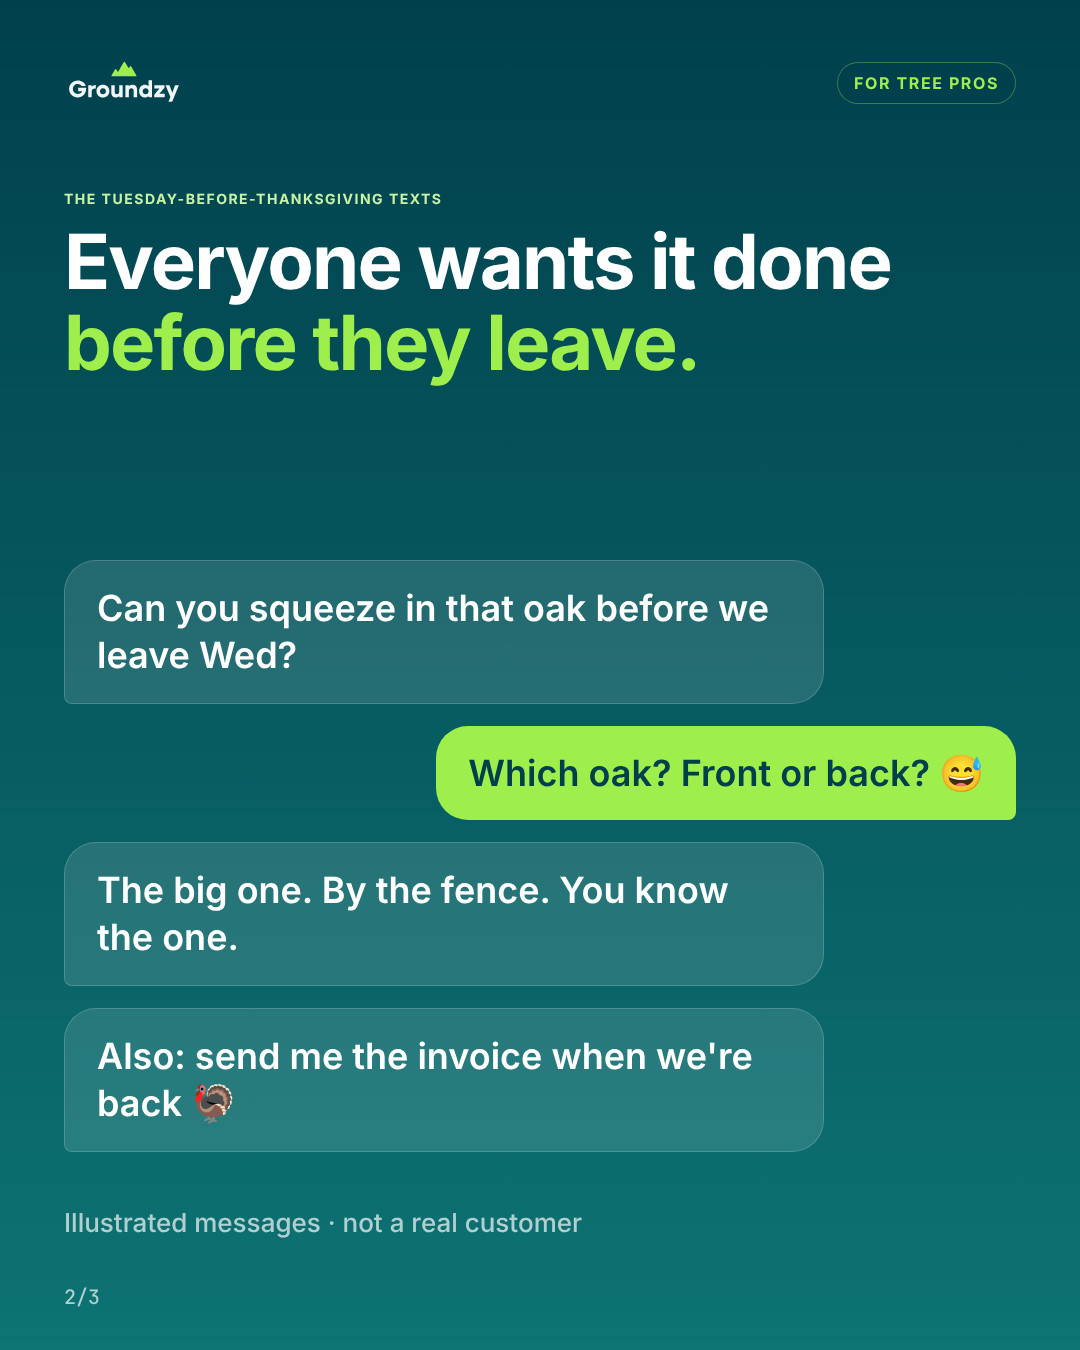 Groundzy
FOR TREE PROS
THE TUESDAY-BEFORE-THANKSGIVING TEXTS
Everyone wants it done
before they leave.
Can you squeeze in that oak before we
leave Wed?
Which oak? Front or back? 😅
The big one. By the fence. You know
the one.
Also: send me the invoice when we're
back 🦃
Illustrated messages · not a real customer
2/3